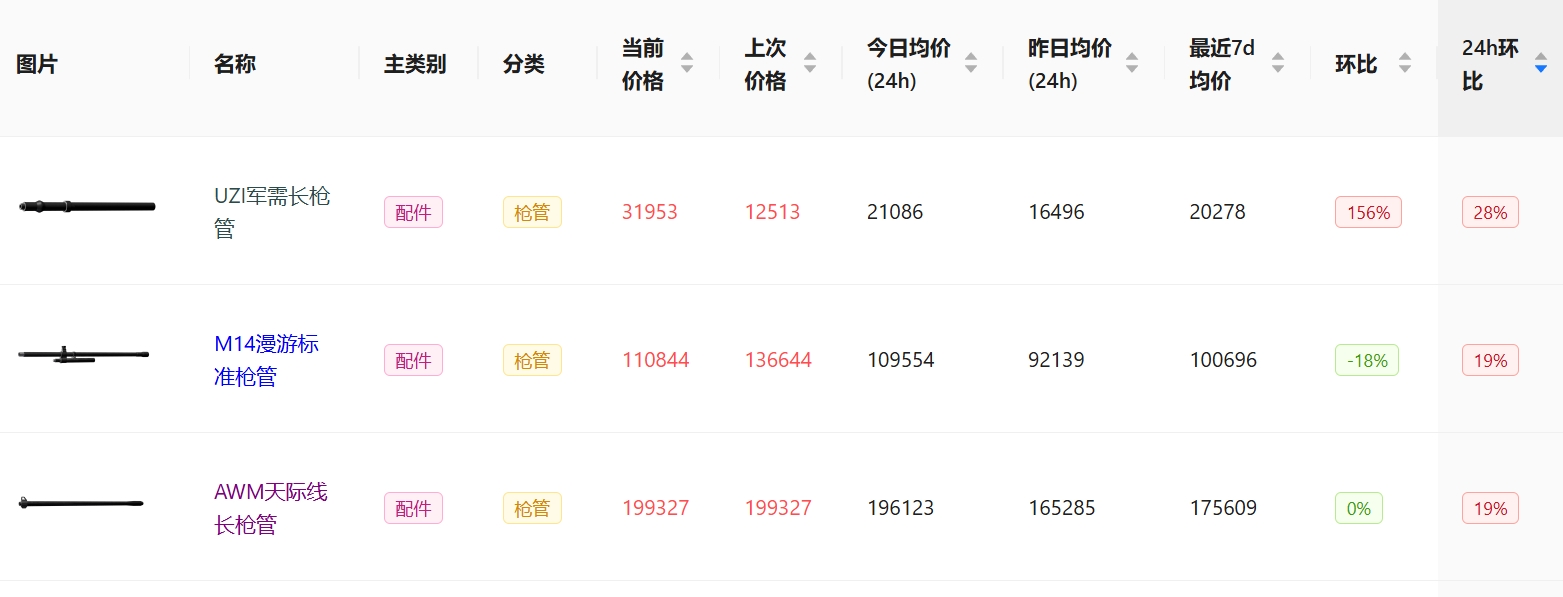 图片 名称 主类别 分类 当前价格 上次价格 今日均价(24h) 昨日均价(24h) 最近7d均价 环比 24h环比
UZI军需长枪管 配件 枪管 31953 12513 21086 16496 20278 156% 28%
M14漫游标准枪管 配件 枪管 110844 136644 109554 92139 100696 -18% 19%
AWM天际线长枪管 配件 枪管 199327 199327 196123 165285 175609 0% 19%